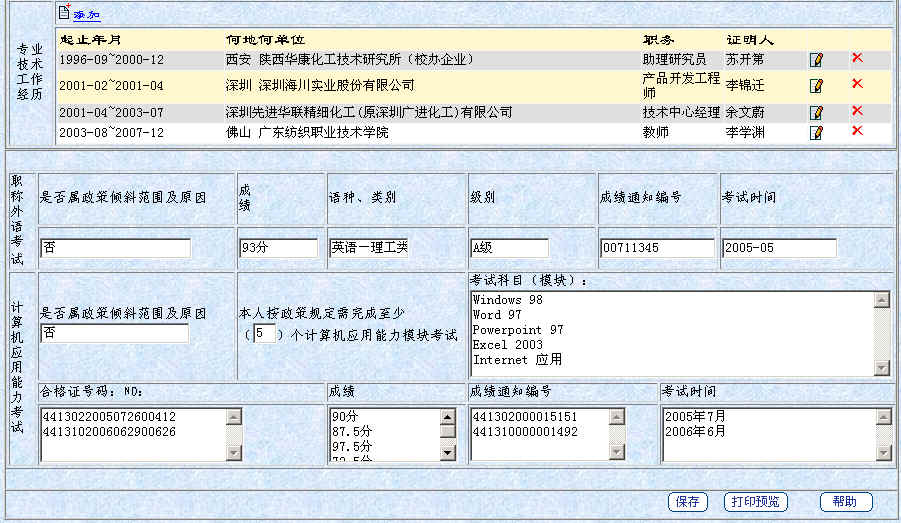 添加
专业技术工作经历
起止年月 何地何单位 职务 证明人
1996-09~2000-12 西安 陕西华康化工技术研究所（校办企业） 助理研究员 苏开第
2001-02~2001-04 深圳 深圳海川实业股份有限公司 产品开发工程师 李锦迁
2001-04~2003-07 深圳先进华联精细化工(原深圳广进化工)有限公司 技术中心经理 余文蔚
2003-08~2007-12 佛山 广东纺织职业技术学院 教师 李学渊
职称外语考试
是否属政策倾斜范围及原因 成绩 语种、类别 级别 成绩通知编号 考试时间
否 93分 英语－理工类 A级 00711345 2005-05
计算机应用能力考试
是否属政策倾斜范围及原因
否
本人按政策规定需完成至少
（ 5 ）个计算机应用能力模块考试
考试科目（模块）：
Windows 98
Word 97
Powerpoint 97
Excel 2003
Internet 应用
合格证号码：NO： 成绩 成绩通知编号 考试时间
4413022005072600412 90分 441302000015151 2005年7月
4413102006062900626 87.5分 441310000001492 2006年6月
97.5分
保存 打印预览 帮助